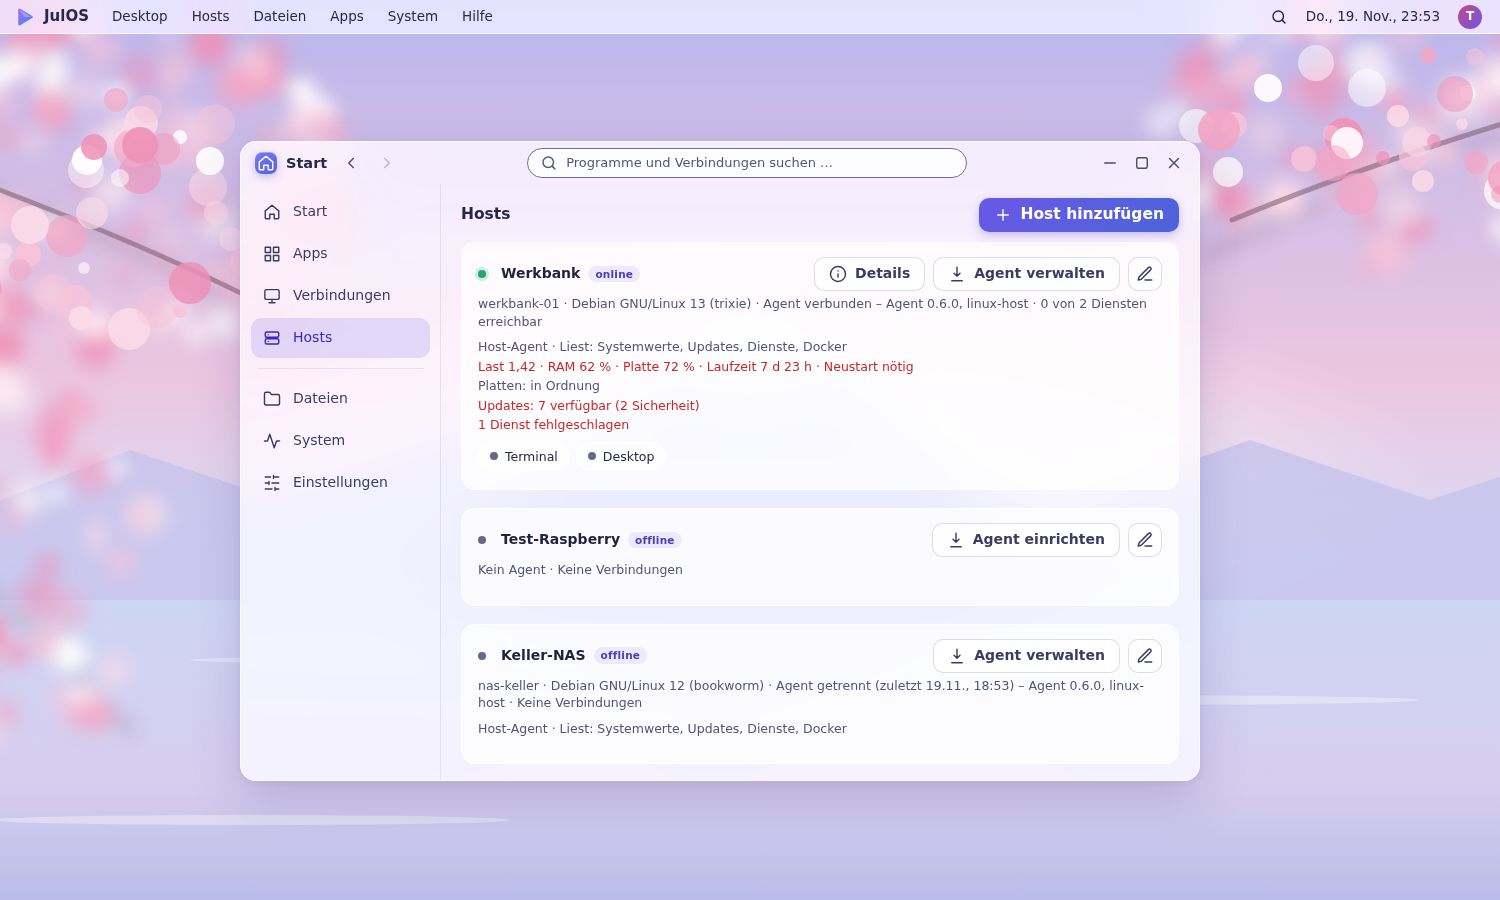 JulOS Desktop Hosts Dateien Apps System Hilfe
Do., 19. Nov., 23:53 T
Start
Programme und Verbindungen suchen …
Start
Apps
Verbindungen
Hosts
Dateien
System
Einstellungen
Hosts
Host hinzufügen
Werkbank online
Details Agent verwalten
werkbank-01 · Debian GNU/Linux 13 (trixie) · Agent verbunden – Agent 0.6.0, linux-host · 0 von 2 Diensten
erreichbar
Host-Agent · Liest: Systemwerte, Updates, Dienste, Docker
Last 1,42 · RAM 62 % · Platte 72 % · Laufzeit 7 d 23 h · Neustart nötig
Platten: in Ordnung
Updates: 7 verfügbar (2 Sicherheit)
1 Dienst fehlgeschlagen
Terminal Desktop
Test-Raspberry offline
Agent einrichten
Kein Agent · Keine Verbindungen
Keller-NAS offline
Agent verwalten
nas-keller · Debian GNU/Linux 12 (bookworm) · Agent getrennt (zuletzt 19.11., 18:53) – Agent 0.6.0, linux-
host · Keine Verbindungen
Host-Agent · Liest: Systemwerte, Updates, Dienste, Docker